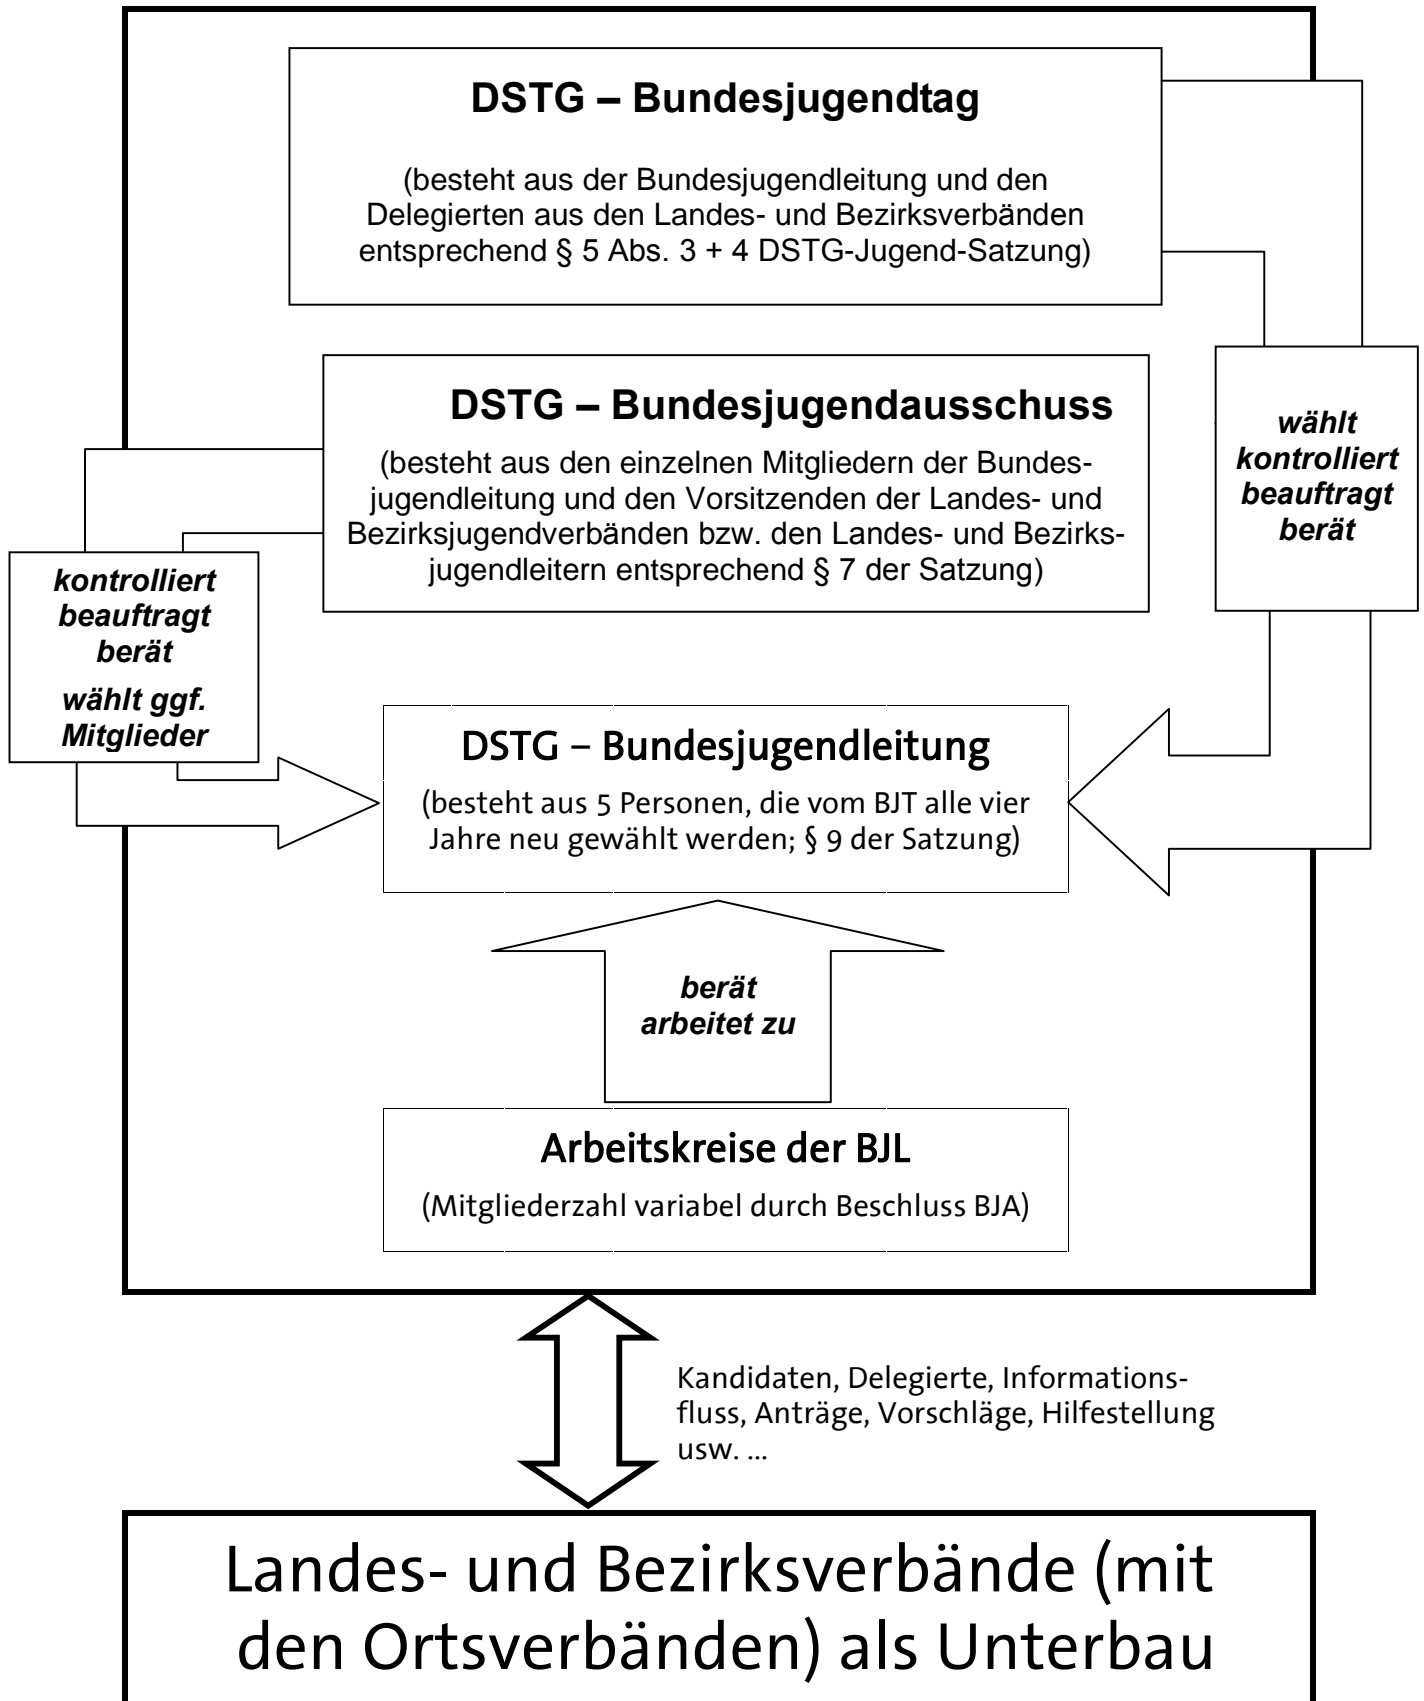 DSTG – Bundesjugendtag
(besteht aus der Bundesjugendleitung und den
Delegierten aus den Landes- und Bezirksverbänden
entsprechend § 5 Abs. 3 + 4 DSTG-Jugend-Satzung)
DSTG – Bundesjugendausschuss
(besteht aus den einzelnen Mitgliedern der Bundes-
jugendleitung und den Vorsitzenden der Landes- und
Bezirksjugendverbänden bzw. den Landes- und Bezirks-
jugendleitern entsprechend § 7 der Satzung)
wählt
kontrolliert
beauftragt
berät
kontrolliert
beauftragt
berät
wählt ggf.
Mitglieder
DSTG – Bundesjugendleitung
(besteht aus 5 Personen, die vom BJT alle vier
Jahre neu gewählt werden; § 9 der Satzung)
berät
arbeitet zu
Arbeitskreise der BJL
(Mitgliederzahl variabel durch Beschluss BJA)
Kandidaten, Delegierte, Informations-
fluss, Anträge, Vorschläge, Hilfestellung
usw. ...
Landes- und Bezirksverbände (mit
den Ortsverbänden) als Unterbau